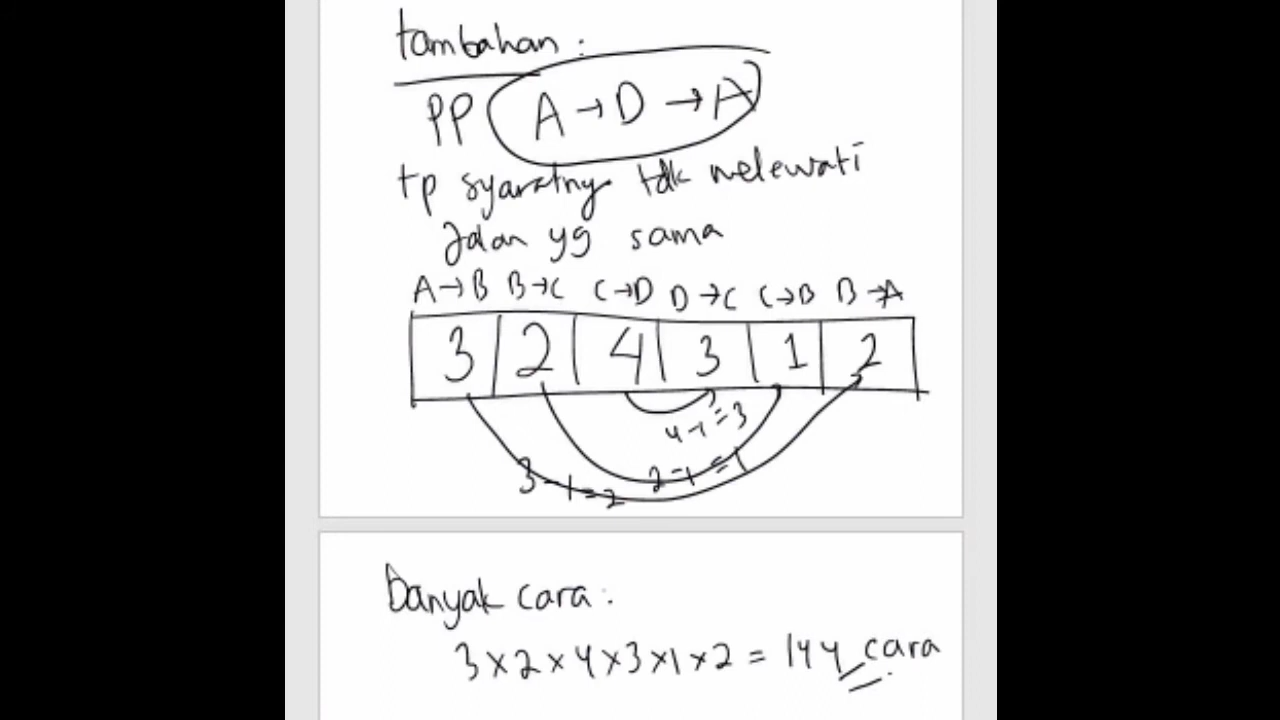 tambahan :
PP A → D → A
tp syaratny tdk melewati
Jalan yg sama
A→B B→C C→D D→C C→B B→A
3 2 4 3 1 2
4-1=3
3-1=2 2-1=1
Banyak cara :
3 x 2 x 4 x 3 x 1 x 2 = 144 cara